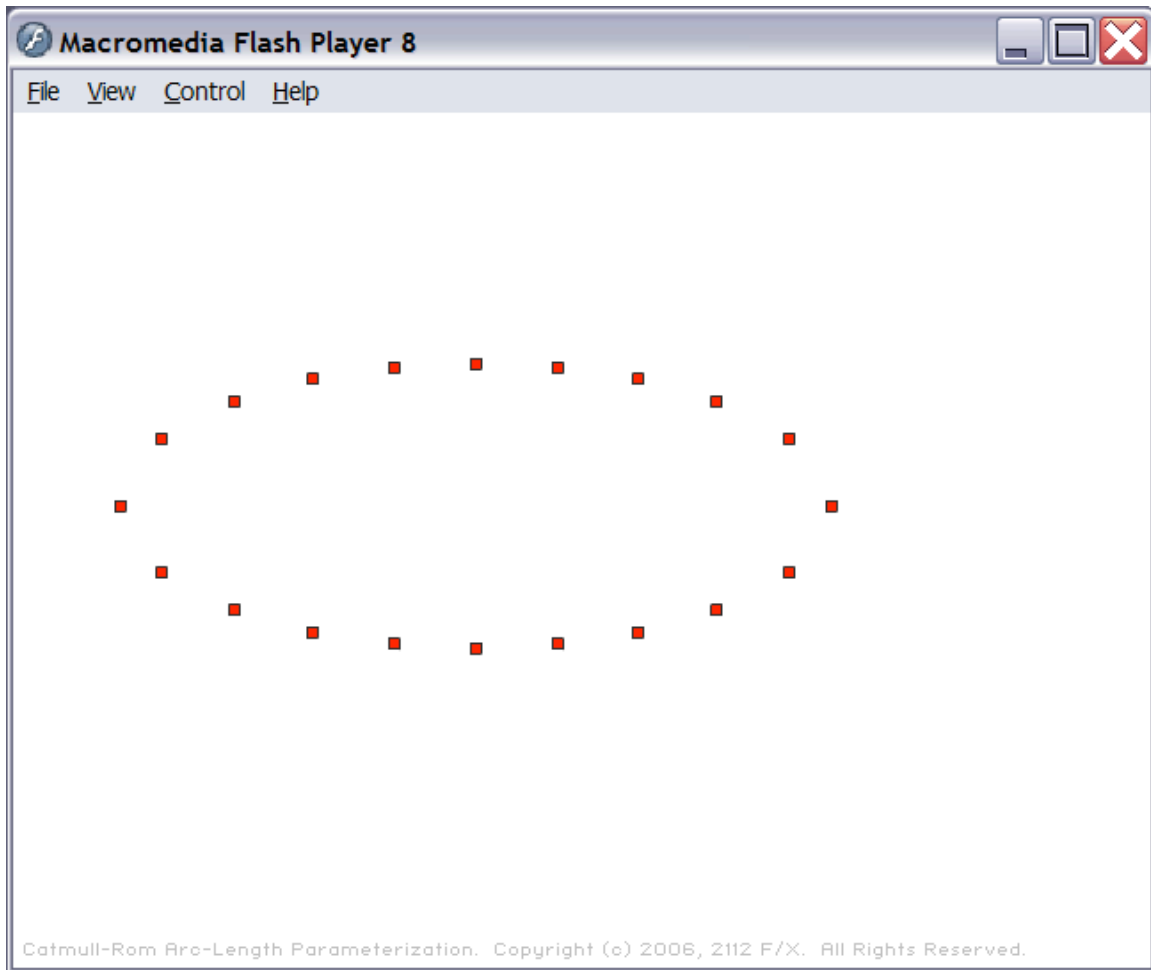 Macromedia Flash Player 8
File View Control Help
Catmull-Rom Arc-Length Parameterization. Copyright (c) 2006, 2112 F/X. All Rights Reserved.